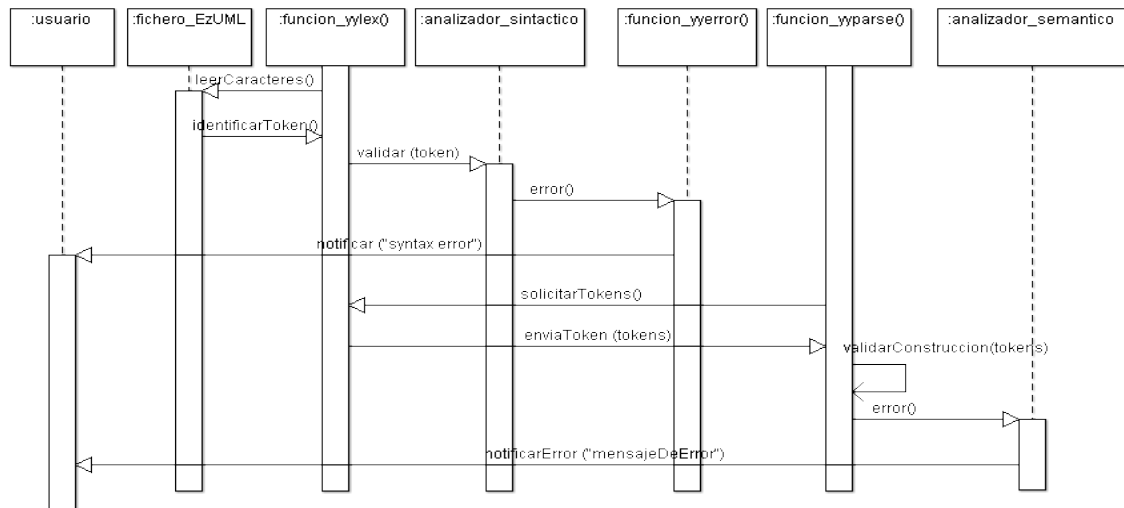 :usuario
:fichero_EzUML
:funcion_yylex()
:analizador_sintactico
:funcion_yyerror()
:funcion_yyparse()
:analizador_semantico
leerCaracteres()
identificarToken()
validar (token)
error()
notificar ("syntax error")
solicitarTokens()
enviaToken (tokens)
validarConstruccion(tokens)
error()
notificarError ("mensajeDeError")